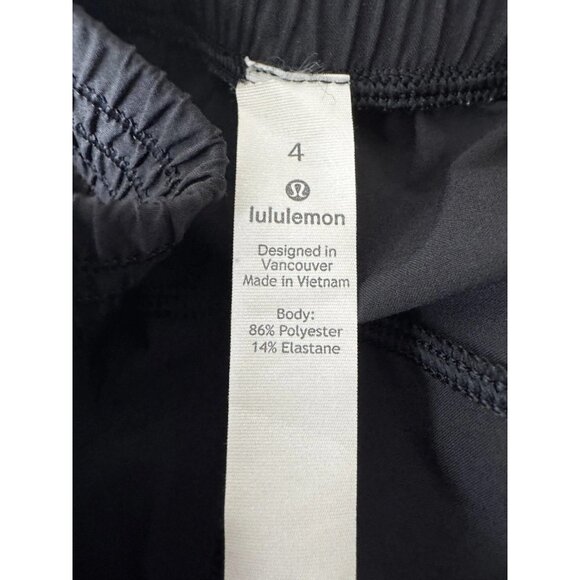 4
lululemon
Designed in
Vancouver
Made in Vietnam
Body:
86% Polyester
14% Elastane